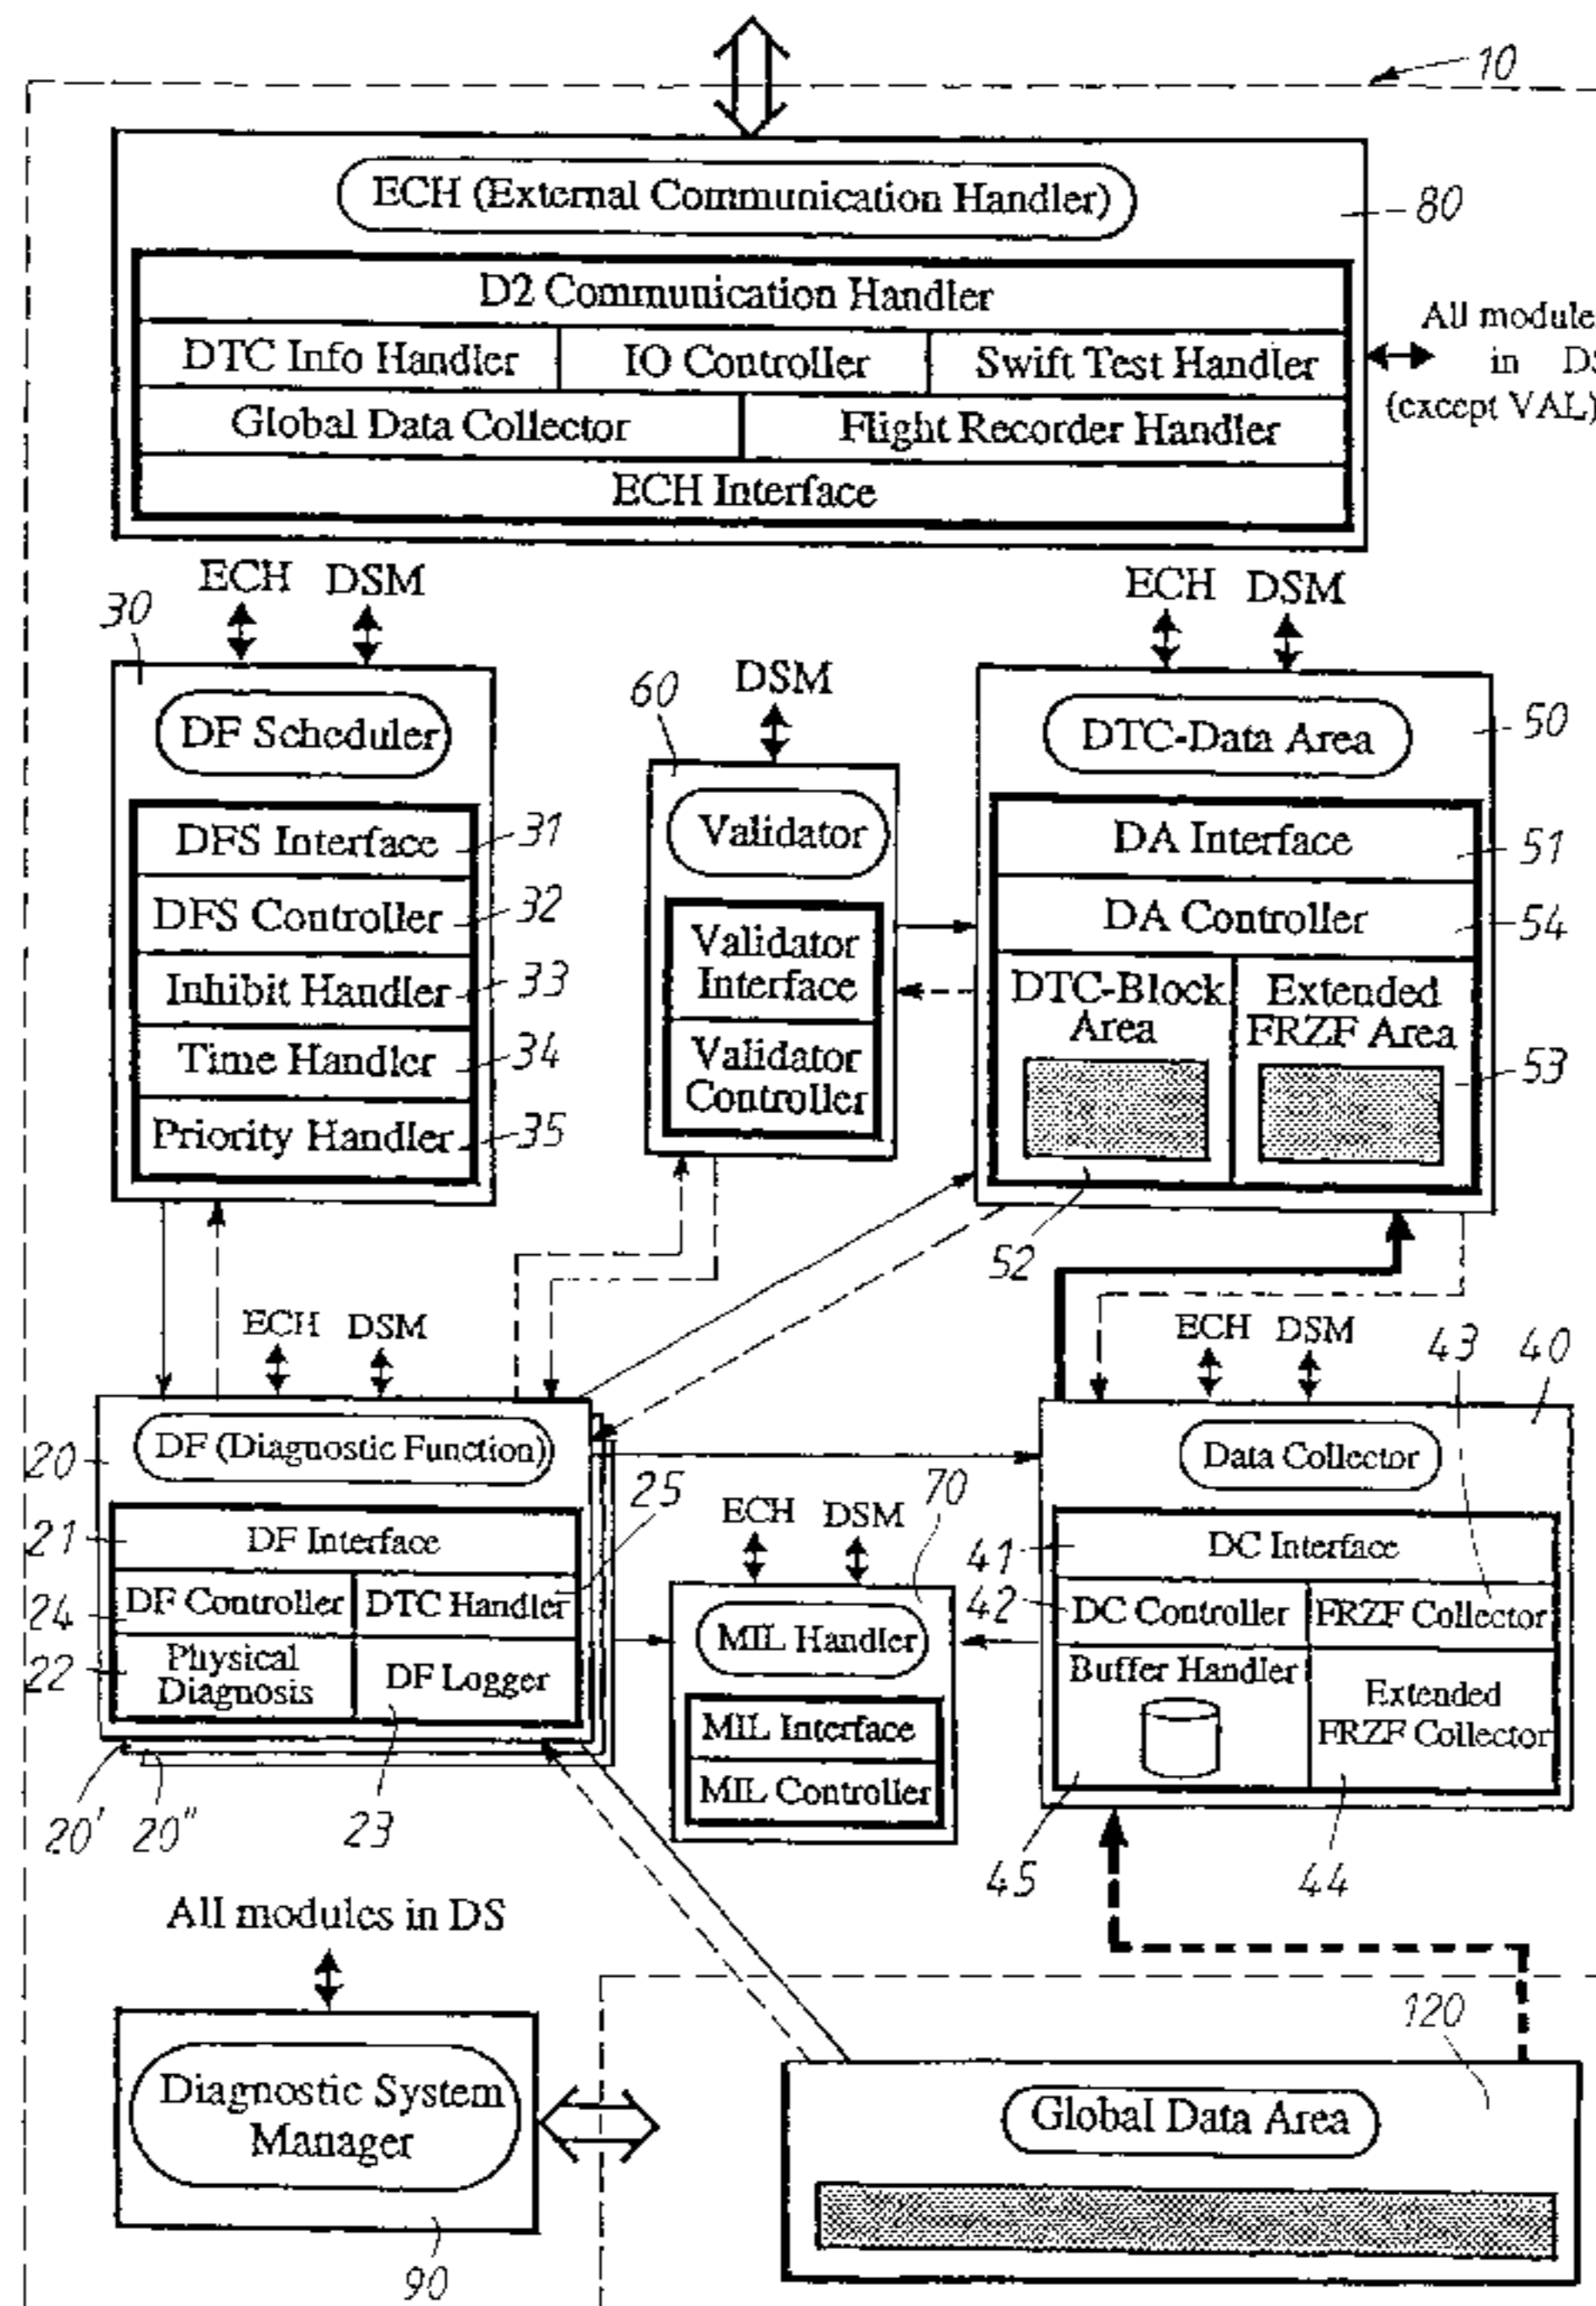 10
ECH (External Communication Handler)
80
D2 Communication Handler
DTC Info Handler
IO Controller
Swift Test Handler
Global Data Collector
Flight Recorder Handler
ECH Interface
All module
in DS
(except VAL)
ECH DSM
30
DF Scheduler
DFS Interface
31
DFS Controller
32
Inhibit Handler
33
Time Handler
34
Priority Handler
35
DSM
60
Validator
Validator
Interface
Validator
Controller
ECH DSM
DTC-Data Area
50
DA Interface
51
DA Controller
54
DTC-Block
Area
Extended
FRZF Area
53
52
ECH DSM
20
DF (Diagnostic Function)
25
21
DF Interface
24
DF Controller
DTC Handler
22
Physical
Diagnosis
DF Logger
20'
20"
23
ECH DSM
70
MIL Handler
MIL Interface
MIL Controller
ECH DSM
43
40
Data Collector
41
DC Interface
42
DC Controller
FRZF Collector
Buffer Handler
Extended
FRZF Collector
45
44
All modules in DS
Diagnostic System
Manager
90
120
Global Data Area